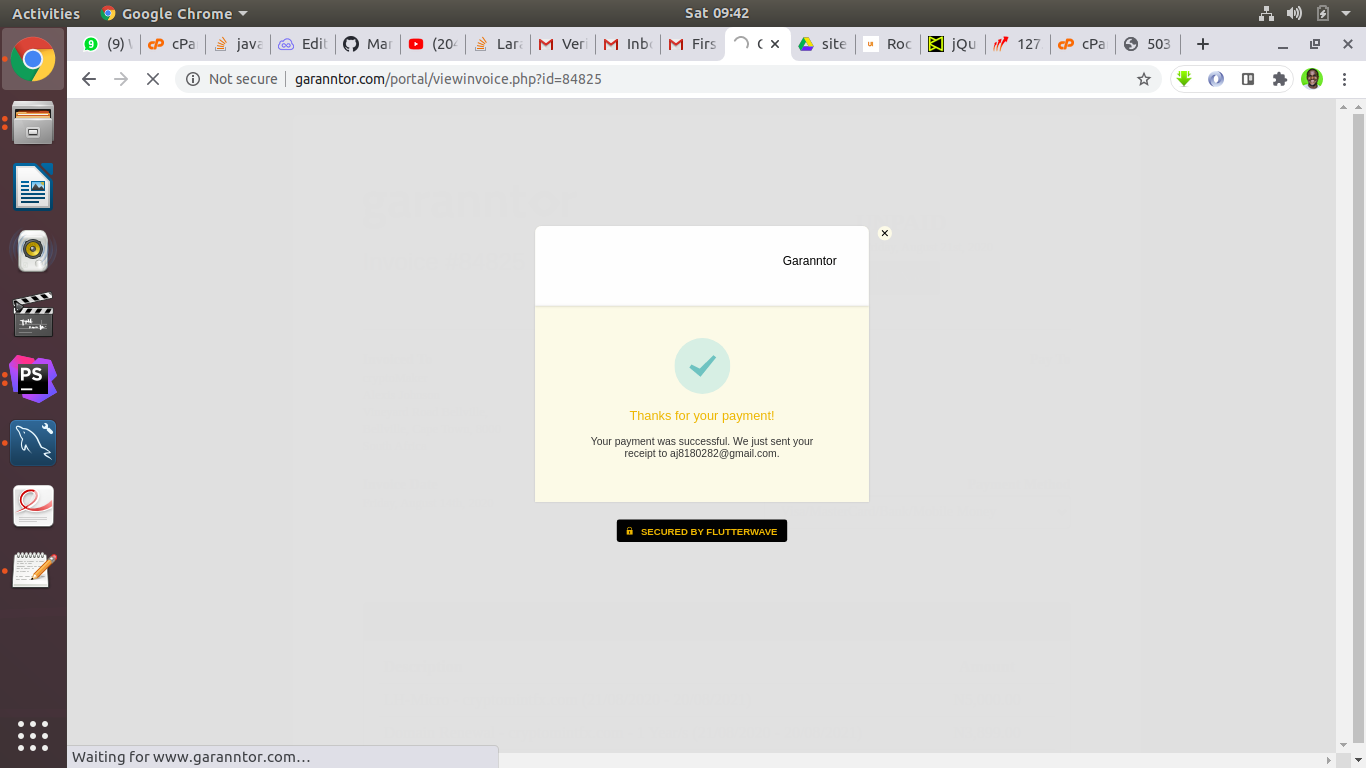 Activities
Google Chrome
Sat 09:42
(9)
cPa
java
Edit
Mar
(204
Lara
Veri
Inbo
Firs
site
Roc
jQu
127
cPa
503
Not secure
garanntor.com/portal/viewinvoice.php?id=84825
Garanntor
Thanks for your payment!
Your payment was successful. We just sent your
receipt to aj8180282@gmail.com.
SECURED BY FLUTTERWAVE
PS
Waiting for www.garanntor.com…